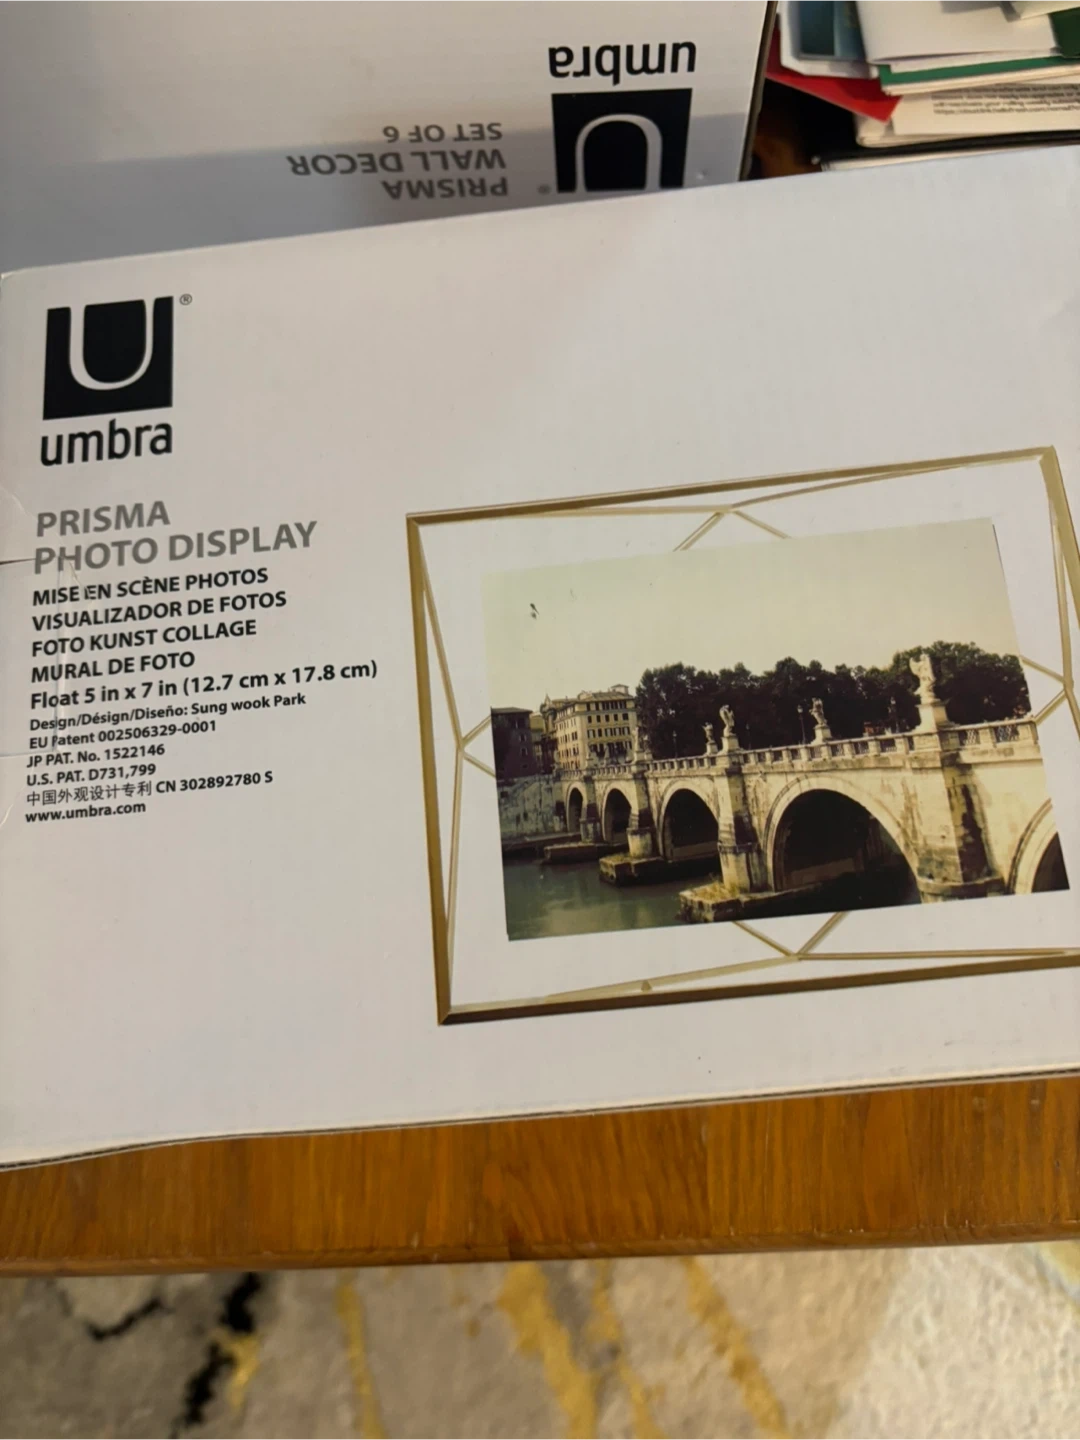 umbra
PRISMA
WALL DECOR
SET OF 6
U®
umbra
PRISMA
PHOTO DISPLAY
MISE EN SCÈNE PHOTOS
VISUALIZADOR DE FOTOS
FOTO KUNST COLLAGE
MURAL DE FOTO
Float 5 in x 7 in (12.7 cm x 17.8 cm)
Design/Désign/Diseño: Sung wook Park
EU Patent 002506329-0001
JP PAT. No. 1522146
U.S. PAT. D731,799
中国外观设计专利 CN 302892780 S
www.umbra.com